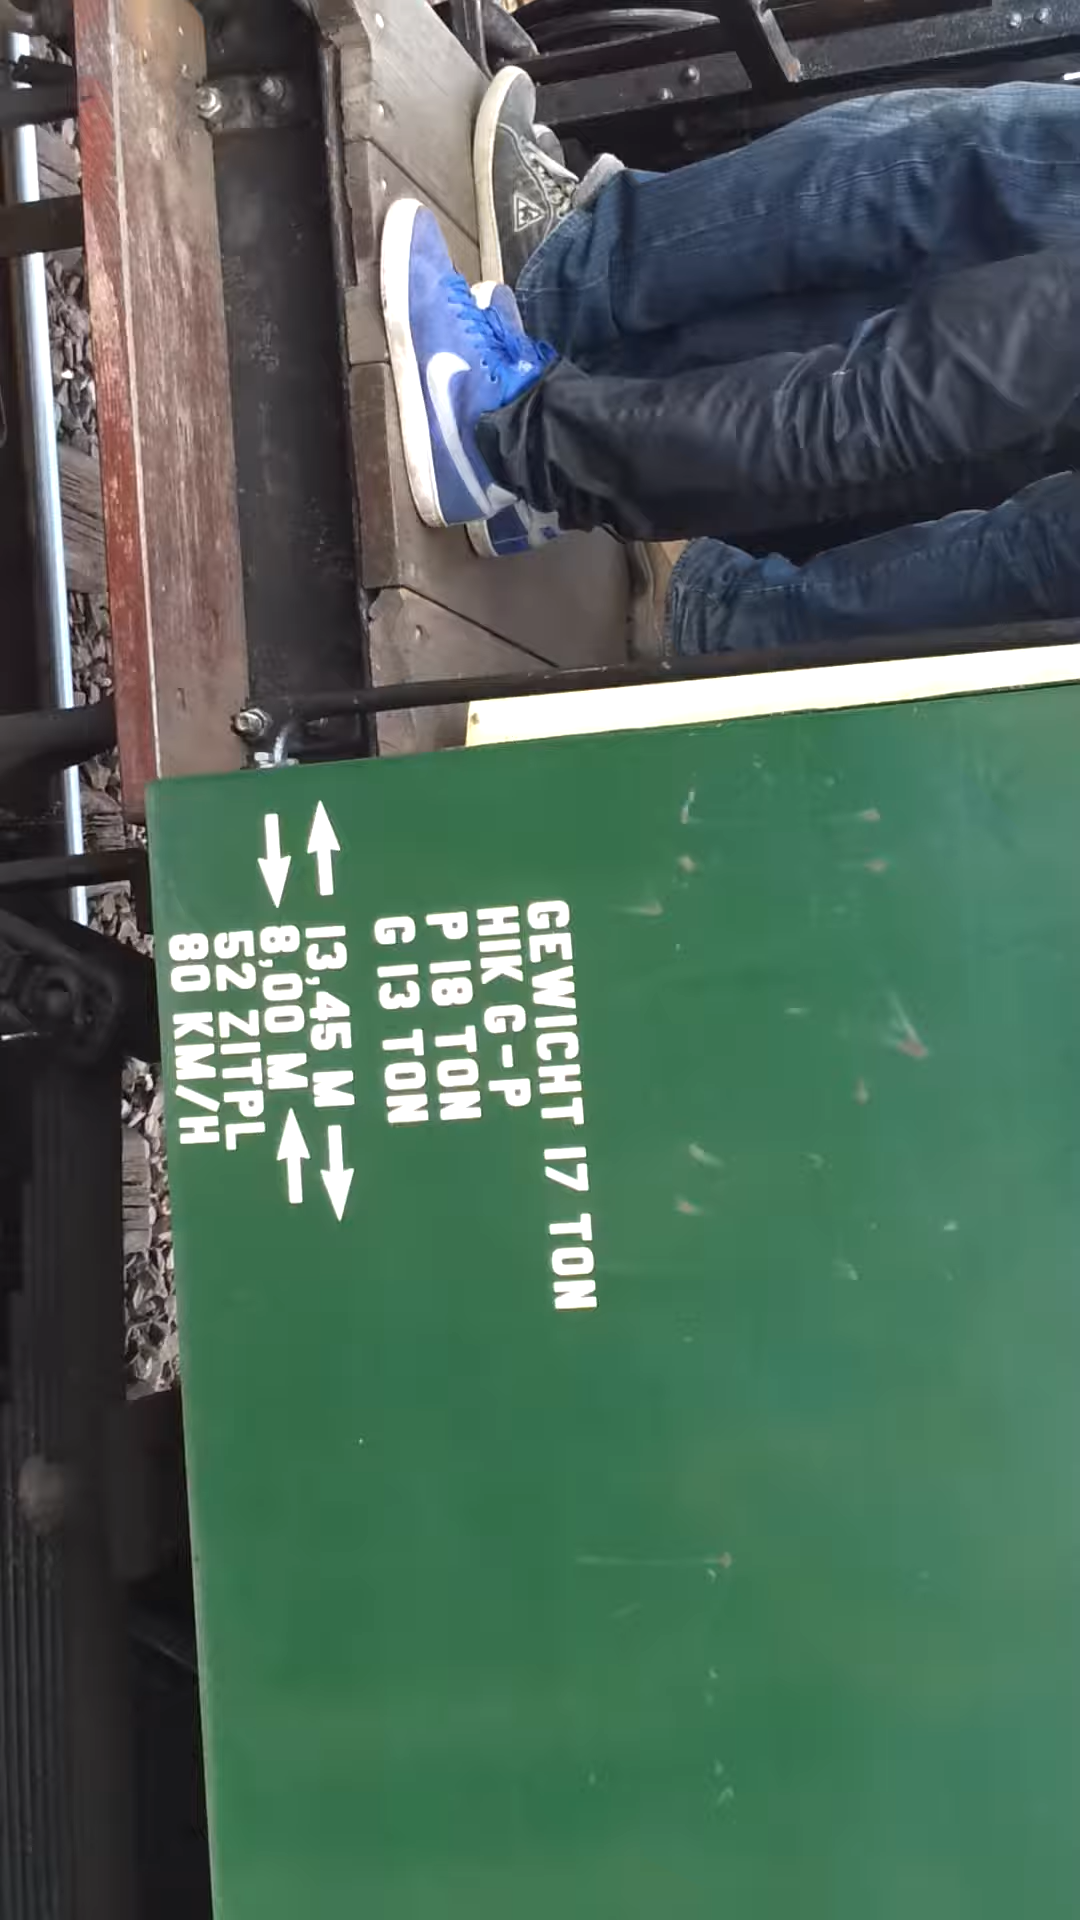 GEWICHT 17 TON
HIK G-P
P 18 TON
G 13 TON
13,45 M
8,00 M
52 ZITPL
80 KM/H